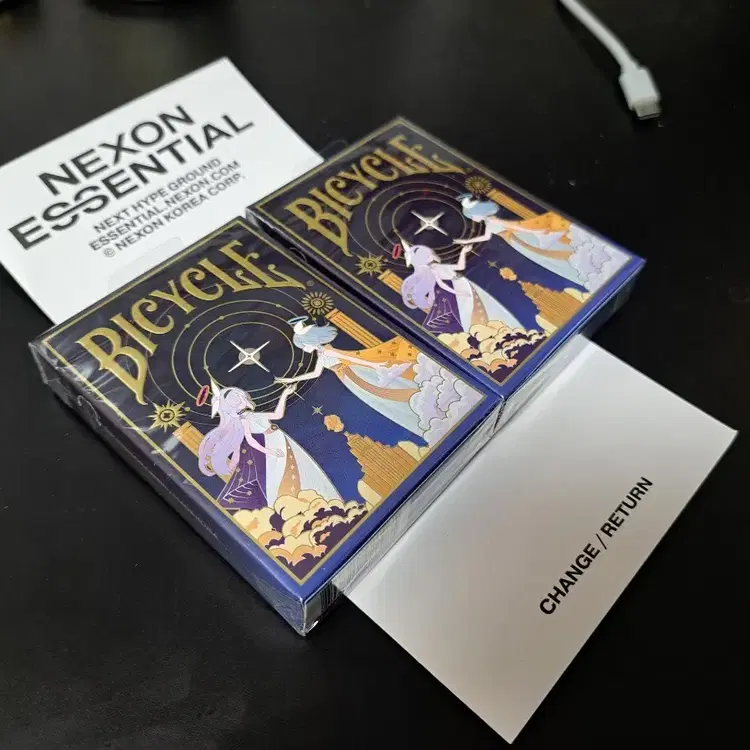 NEXON
ESSENTIAL
NEXT HYPE GROUND
ESSENTIAL.NEXON.COM
© NEXON KOREA CORP.
BICYCLE
BICYCLE
CHANGE / RETURN